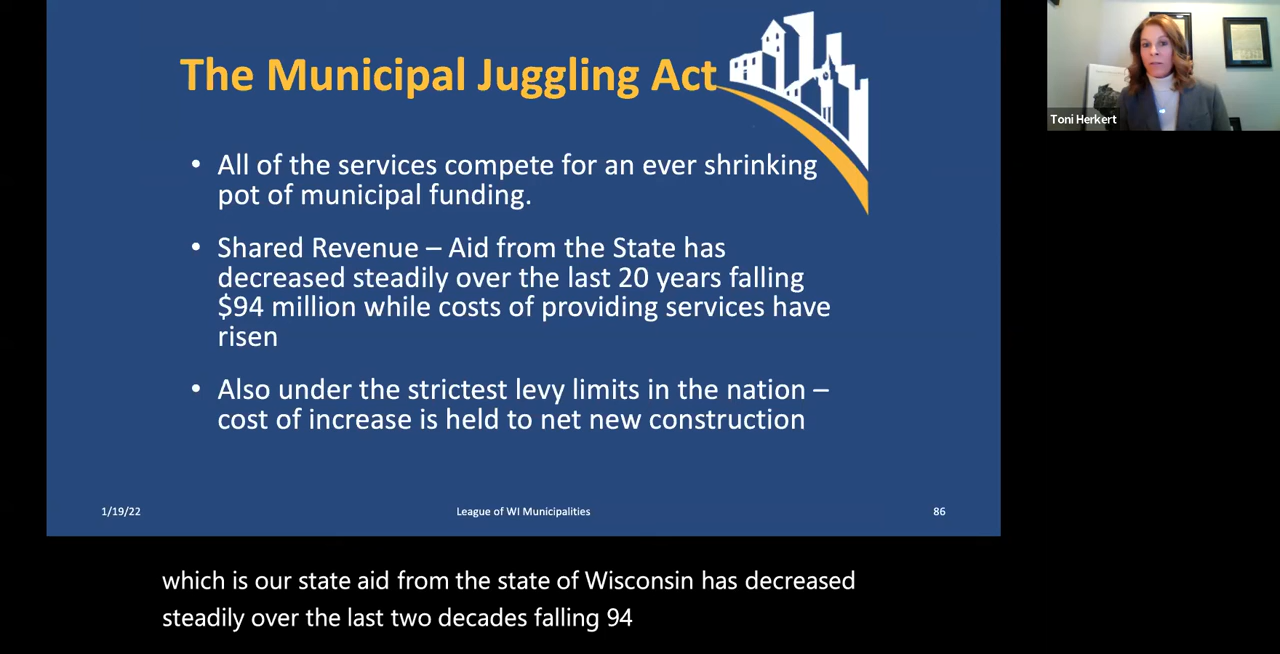 The Municipal Juggling Act
• All of the services compete for an ever shrinking
pot of municipal funding.
• Shared Revenue – Aid from the State has
decreased steadily over the last 20 years falling
$94 million while costs of providing services have
risen
• Also under the strictest levy limits in the nation –
cost of increase is held to net new construction
1/19/22
League of WI Municipalities
86
Toni Herkert
which is our state aid from the state of Wisconsin has decreased
steadily over the last two decades falling 94